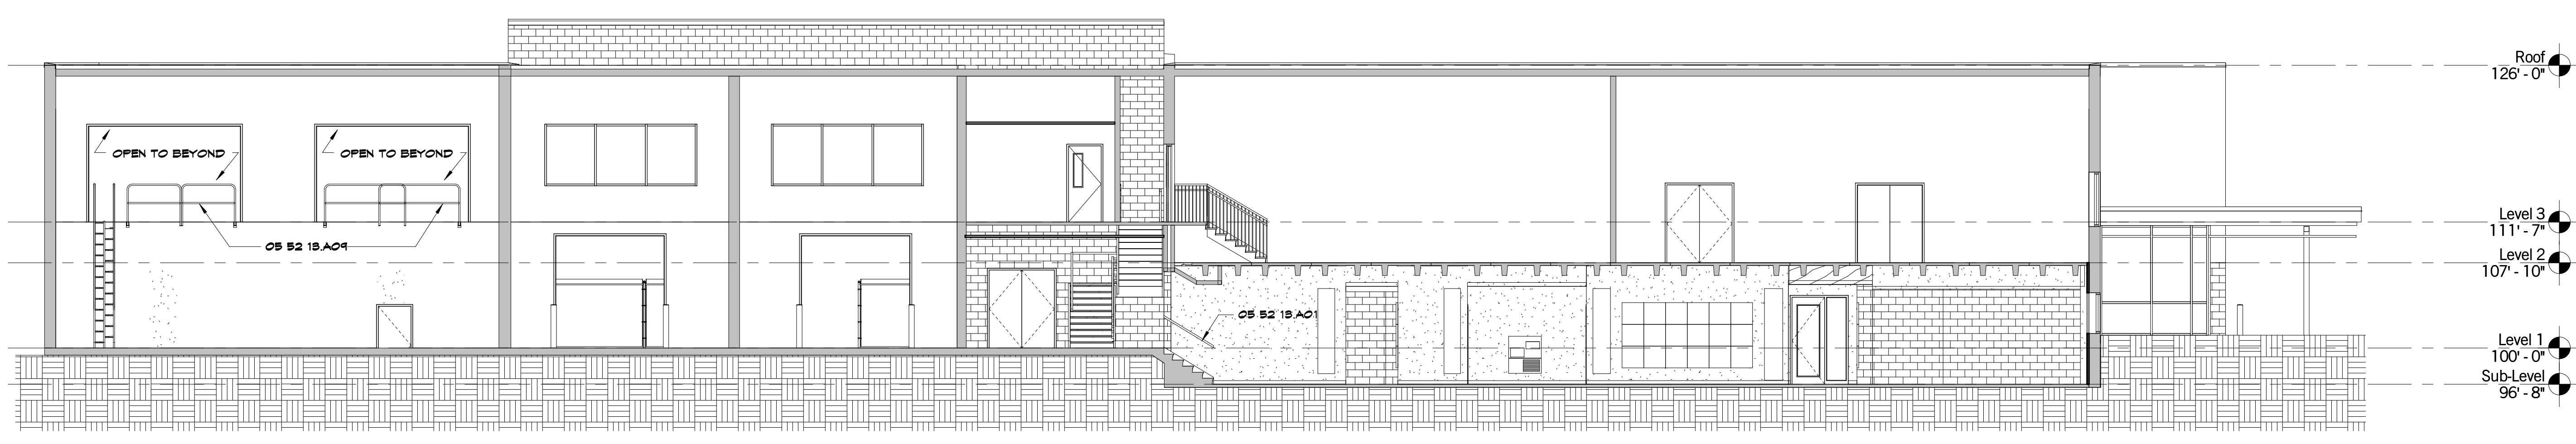 Roof
126' - 0"
OPEN TO BEYOND
OPEN TO BEYOND
Level 3
111' - 7"
05 52 13.A09
Level 2
107' - 10"
05 52 13.A01
Level 1
100' - 0"
Sub-Level
96' - 8"